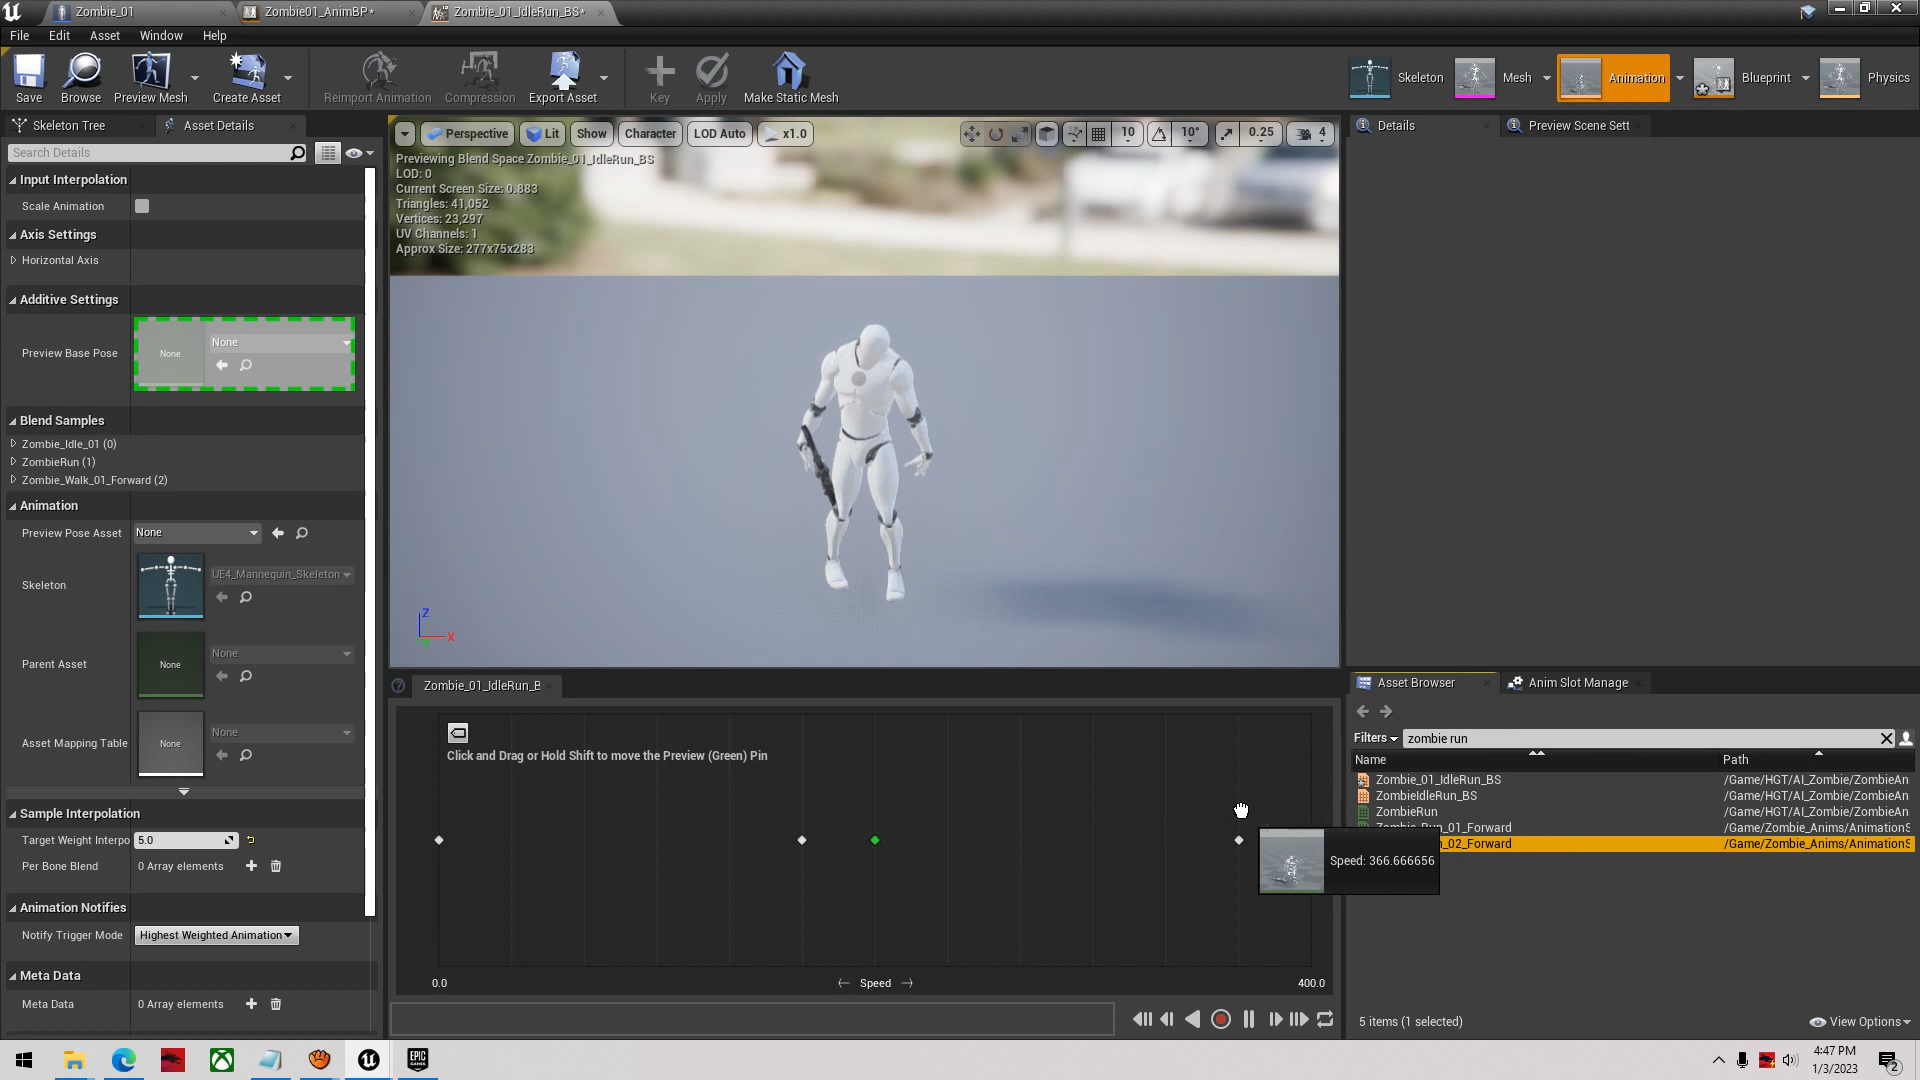 Zombie_01
Zombie01_AnimBP*
Zombie_01_IdleRun_BS*
File Edit Asset Window Help
Save
Browse
Preview Mesh
Create Asset
Reimport Animation
Compression
Export Asset
Key
Apply
Make Static Mesh
Skeleton
Mesh
Animation
Blueprint
Physics
Skeleton Tree
Asset Details
Search Details
Input Interpolation
Scale Animation
Axis Settings
Horizontal Axis
Additive Settings
Preview Base Pose
None
None
Blend Samples
Zombie_Idle_01 (0)
ZombieRun (1)
Zombie_Walk_01_Forward (2)
Animation
Preview Pose Asset
None
Skeleton
UE4_Mannequin_Skeleton
Parent Asset
None
None
Asset Mapping Table
None
None
Sample Interpolation
Target Weight Interpo
5.0
Per Bone Blend
0 Array elements
Animation Notifies
Notify Trigger Mode
Highest Weighted Animation
Meta Data
Meta Data
0 Array elements
Perspective
Lit
Show
Character
LOD Auto
x1.0
10
10°
0.25
4
Previewing Blend Space Zombie_01_IdleRun_BS
LOD: 0
Current Screen Size: 0.883
Triangles: 41,052
Vertices: 23,297
UV Channels: 1
Approx Size: 277x75x283
Z
X
Zombie_01_IdleRun_B
Click and Drag or Hold Shift to move the Preview (Green) Pin
0.0
Speed
400.0
Speed: 366.666656
Details
Preview Scene Sett
Asset Browser
Anim Slot Manage
Filters
zombie run
Name
Path
Zombie_01_IdleRun_BS
/Game/HGT/AI_Zombie/ZombieAn
ZombieIdleRun_BS
/Game/HGT/AI_Zombie/ZombieAn
ZombieRun
/Game/HGT/AI_Zombie/ZombieAn
Zombie_Run_01_Forward
/Game/Zombie_Anims/AnimationS
n_02_Forward
/Game/Zombie_Anims/AnimationS
5 items (1 selected)
View Options
EPIC
GAMES
4:47 PM
1/3/2023
2